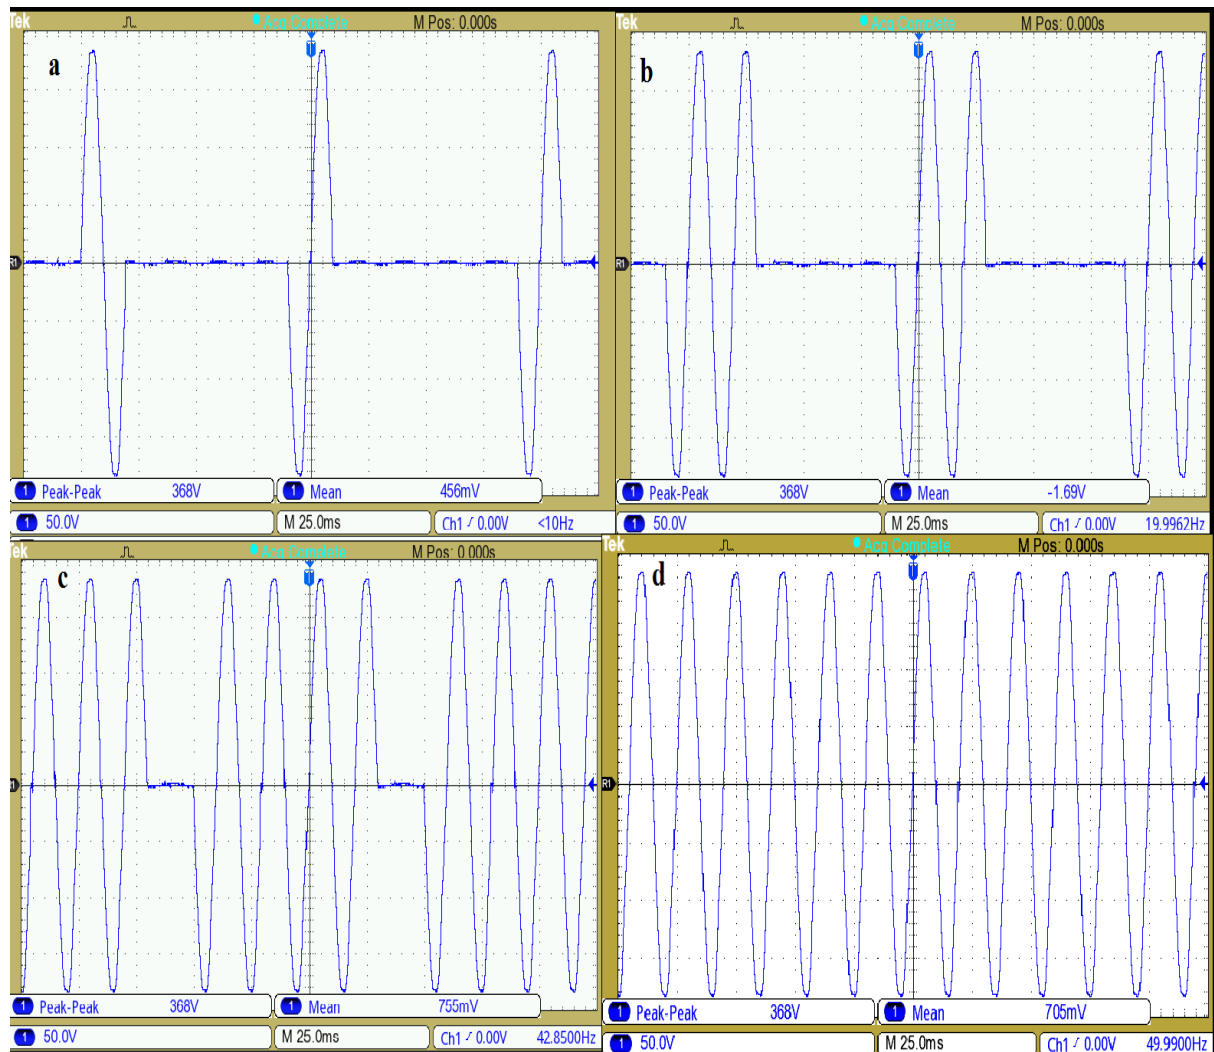 Tek Acq Complete M Pos: 0.000s
a
R1
1 Peak-Peak 368V 1 Mean 456mV
1 50.0V M 25.0ms Ch1 0.00V <10Hz
Acq Complete M Pos: 0.000s
b
R1
1 Peak-Peak 368V 1 Mean -1.69V
1 50.0V M 25.0ms Ch1 0.00V 19.9962Hz
Tek Acq Complete M Pos: 0.000s
c
R1
1 Peak-Peak 368V 1 Mean 755mV
1 50.0V M 25.0ms Ch1 0.00V 42.8500Hz
Tek Acq Complete M Pos: 0.000s
d
R1
1 Peak-Peak 368V 1 Mean 705mV
1 50.0V M 25.0ms Ch1 0.00V 49.9900Hz